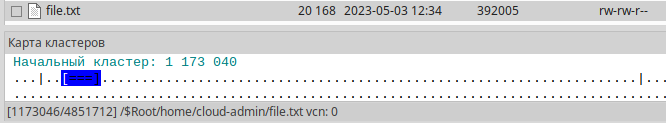 file.txt 20 168 2023-05-03 12:34 392005 rw-rw-r--
Карта кластеров
Начальный кластер: 1 173 040
...|..[===]......................................................................|...
.....................................................................................
[1173046/4851712] /$Root/home/cloud-admin/file.txt vcn: 0